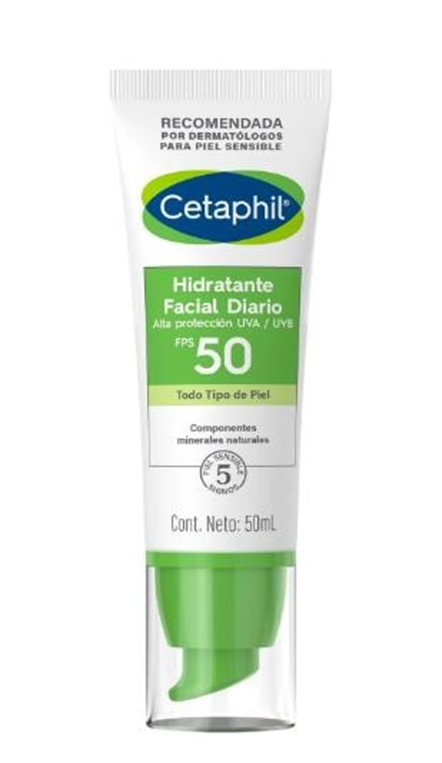 RECOMENDADA
POR DERMATÓLOGOS
PARA PIEL SENSIBLE
Cetaphil®
Hidratante
Facial Diario
Alta protección UVA / UVB
FPS 50
Todo Tipo de Piel
Componentes
minerales naturales
PIEL SENSIBLE
5
SIGNOS
Cont. Neto: 50mL